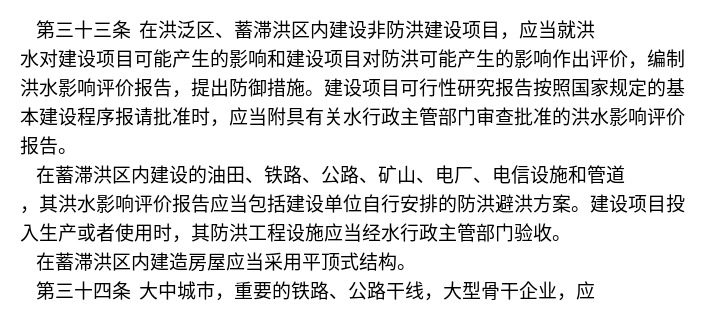 第三十三条 在洪泛区、蓄滞洪区内建设非防洪建设项目，应当就洪
水对建设项目可能产生的影响和建设项目对防洪可能产生的影响作出评价，编制
洪水影响评价报告，提出防御措施。建设项目可行性研究报告按照国家规定的基
本建设程序报请批准时，应当附具有关水行政主管部门审查批准的洪水影响评价
报告。
在蓄滞洪区内建设的油田、铁路、公路、矿山、电厂、电信设施和管道
，其洪水影响评价报告应当包括建设单位自行安排的防洪避洪方案。建设项目投
入生产或者使用时，其防洪工程设施应当经水行政主管部门验收。
在蓄滞洪区内建造房屋应当采用平顶式结构。
第三十四条 大中城市，重要的铁路、公路干线，大型骨干企业，应